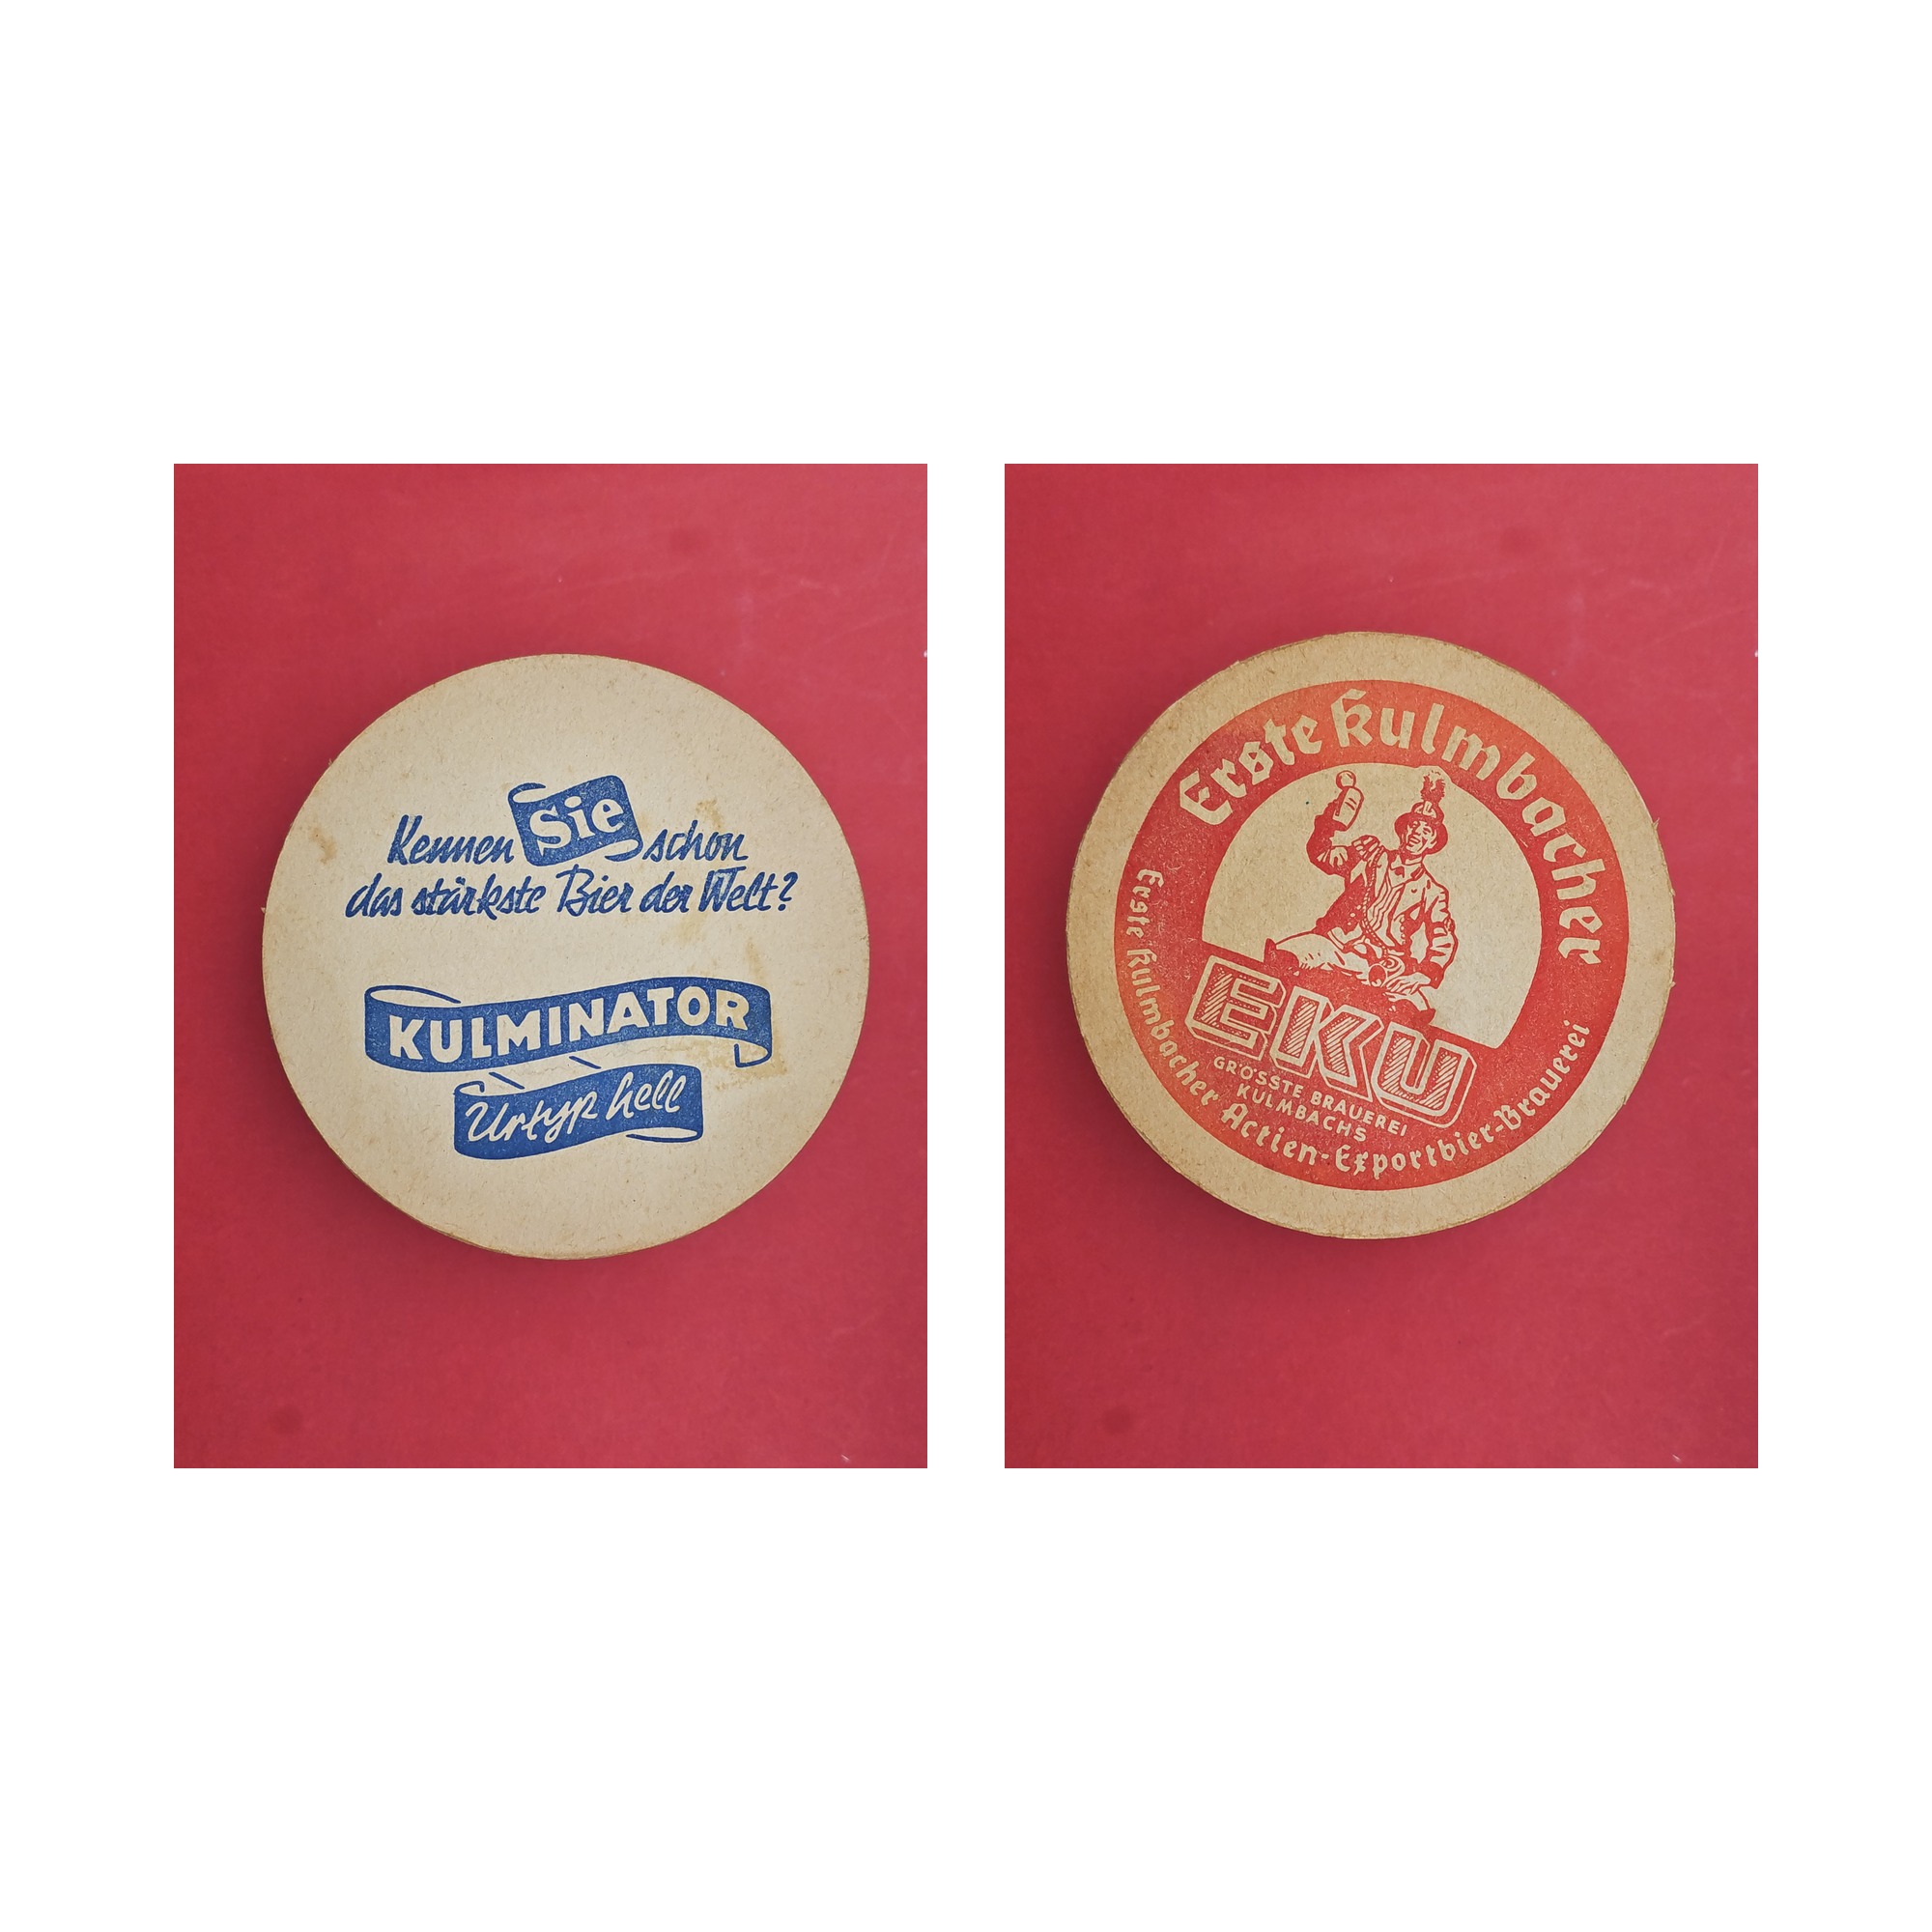 Kennen Sie schon
das stärkste Bier der Welt?
KULMINATOR
Urtyp hell
Erste Kulmbacher
EKU
GRÖSSTE BRAUEREI
KULMBACHS
Erste Kulmbacher Actien-Exportbier-Brauerei